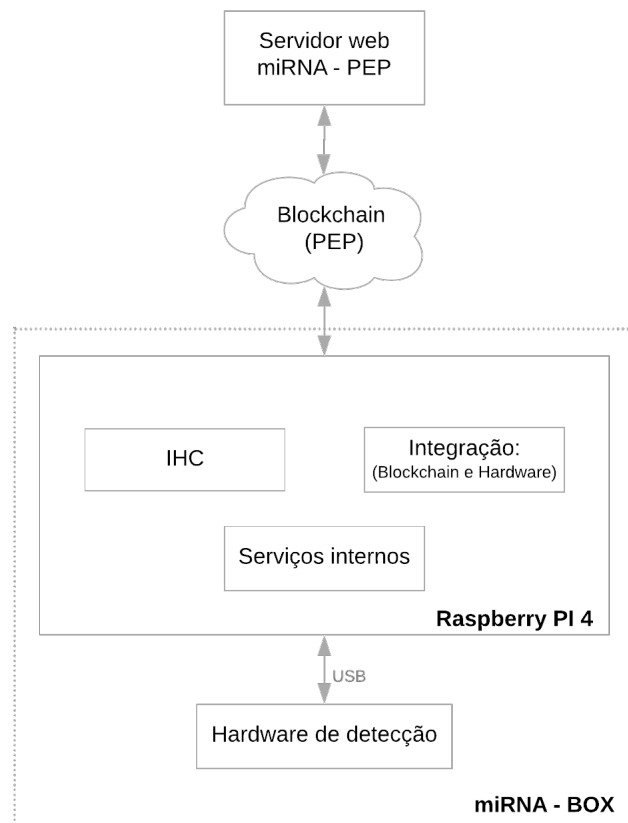 Servidor web
miRNA - PEP
Blockchain
(PEP)
IHC
Integração:
(Blockchain e Hardware)
Serviços internos
Raspberry PI 4
USB
Hardware de detecção
miRNA - BOX